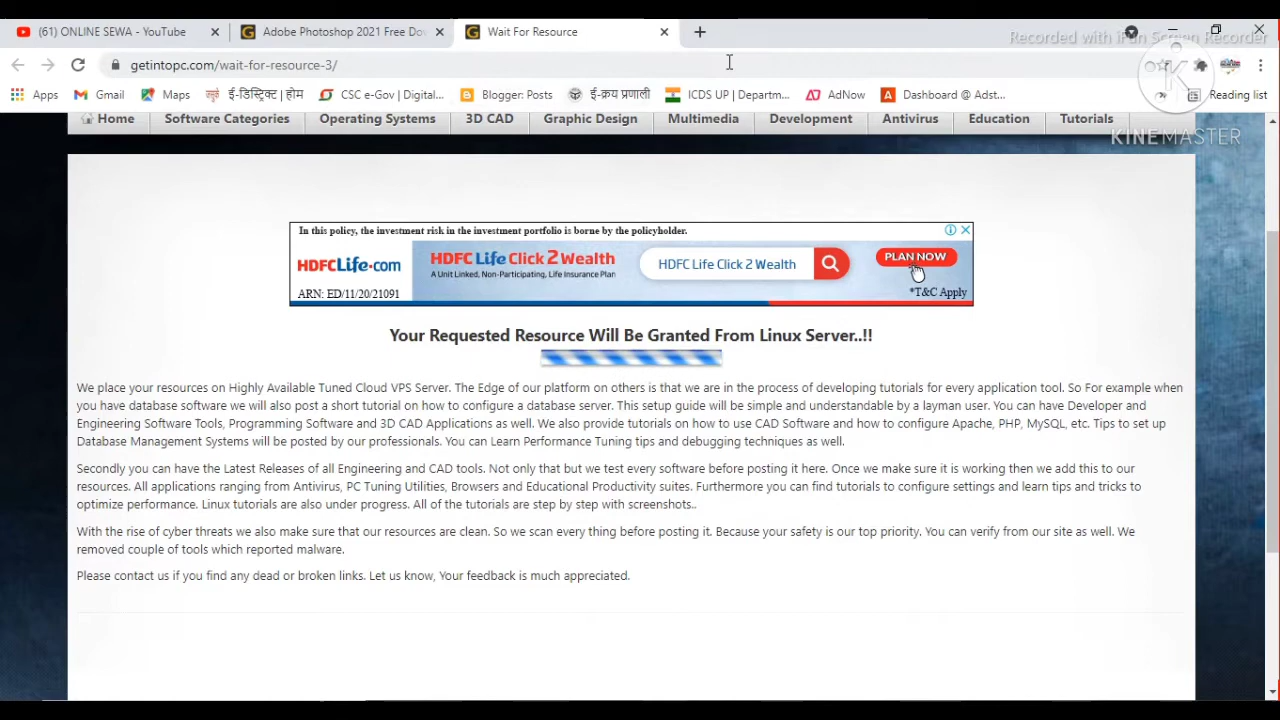 (61) ONLINE SEWA - YouTube
Adobe Photoshop 2021 Free Do
Wait For Resource
Recorded with iFun Screen Recorder
getintopc.com/wait-for-resource-3/
Apps
Gmail
Maps
ई-डिस्ट्रिक्ट | होम
CSC e-Gov | Digital...
Blogger: Posts
ई-क्रय प्रणाली
ICDS UP | Departm...
AdNow
Dashboard @ Adst...
Reading list
K
KINEMASTER
Home
Software Categories
Operating Systems
3D CAD
Graphic Design
Multimedia
Development
Antivirus
Education
Tutorials
In this policy, the investment risk in the investment portfolio is borne by the policyholder.
HDFCLife.com
ARN: ED/11/20/21091
HDFC Life Click 2 Wealth
A Unit Linked, Non-Participating, Life Insurance Plan
HDFC Life Click 2 Wealth
PLAN NOW
*T&C Apply
Your Requested Resource Will Be Granted From Linux Server..!!
We place your resources on Highly Available Tuned Cloud VPS Server. The Edge of our platform on others is that we are in the process of developing tutorials for every application tool. So For example when
you have database software we will also post a short tutorial on how to configure a database server. This setup guide will be simple and understandable by a layman user. You can have Developer and
Engineering Software Tools, Programming Software and 3D CAD Applications as well. We also provide tutorials on how to use CAD Software and how to configure Apache, PHP, MySQL, etc. Tips to set up
Database Management Systems will be posted by our professionals. You can Learn Performance Tuning tips and debugging techniques as well.
Secondly you can have the Latest Releases of all Engineering and CAD tools. Not only that but we test every software before posting it here. Once we make sure it is working then we add this to our
resources. All applications ranging from Antivirus, PC Tuning Utilities, Browsers and Educational Productivity suites. Furthermore you can find tutorials to configure settings and learn tips and tricks to
optimize performance. Linux tutorials are also under progress. All of the tutorials are step by step with screenshots..
With the rise of cyber threats we also make sure that our resources are clean. So we scan every thing before posting it. Because your safety is our top priority. You can verify from our site as well. We
removed couple of tools which reported malware.
Please contact us if you find any dead or broken links. Let us know, Your feedback is much appreciated.